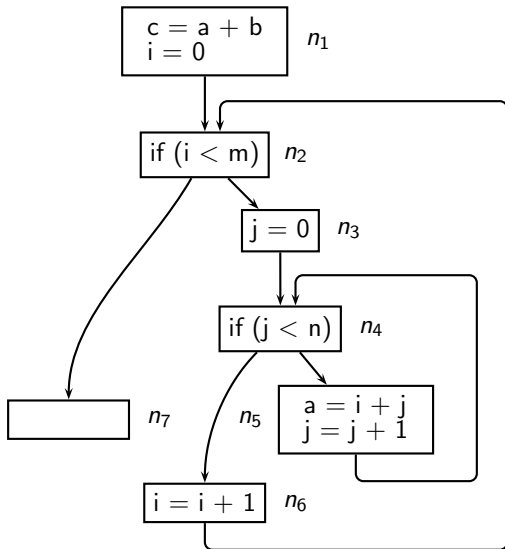 c = a + b
i = 0
n1
if (i < m)
n2
j = 0
n3
if (j < n)
n4
n7
n5
a = i + j
j = j + 1
i = i + 1
n6